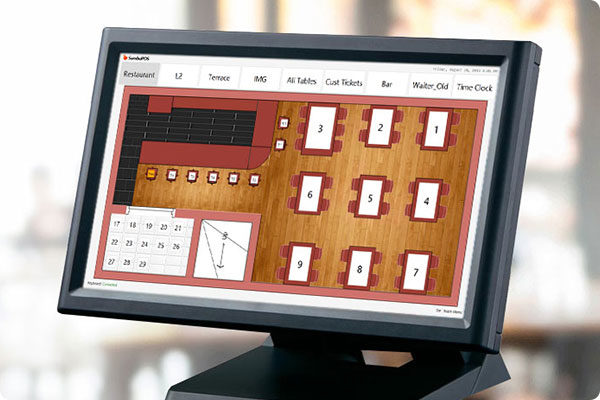 SambaPOS
Restaurant L2 Terrace IMG All Tables Cust Tickets Bar Waiter_Old Time Clock
3 2 1
6 5 4
9 8 7
17 18 19 20 21
22 23 24 25 26
27 28 29
Keyboard Connected